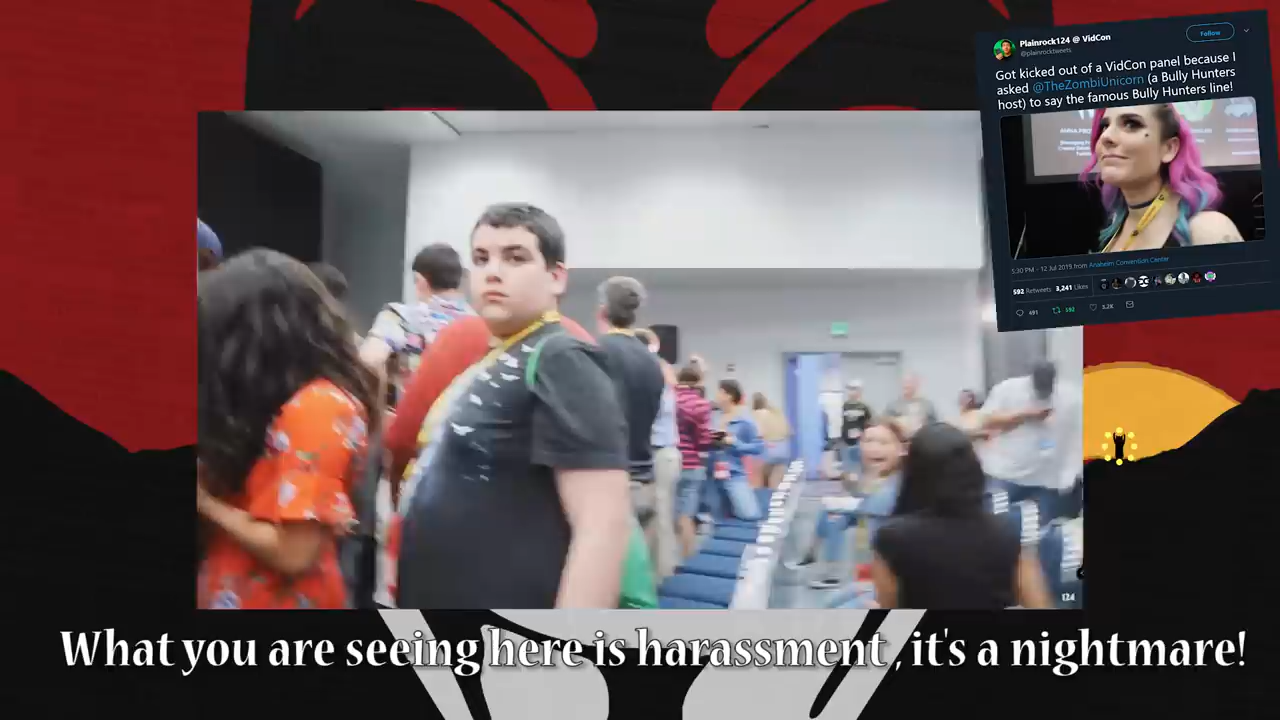 Plainrock124 @ VidCon
@plainrocktweets
Follow
Got kicked out of a VidCon panel because I
asked @TheZombiUnicorn (a Bully Hunters
host) to say the famous Bully Hunters line!
5:30 PM - 12 Jul 2019 from Anaheim Convention Center
592 Retweets 3,241 Likes
491 592 3.2K
124
What you are seeing here is harassment , it's a nightmare!